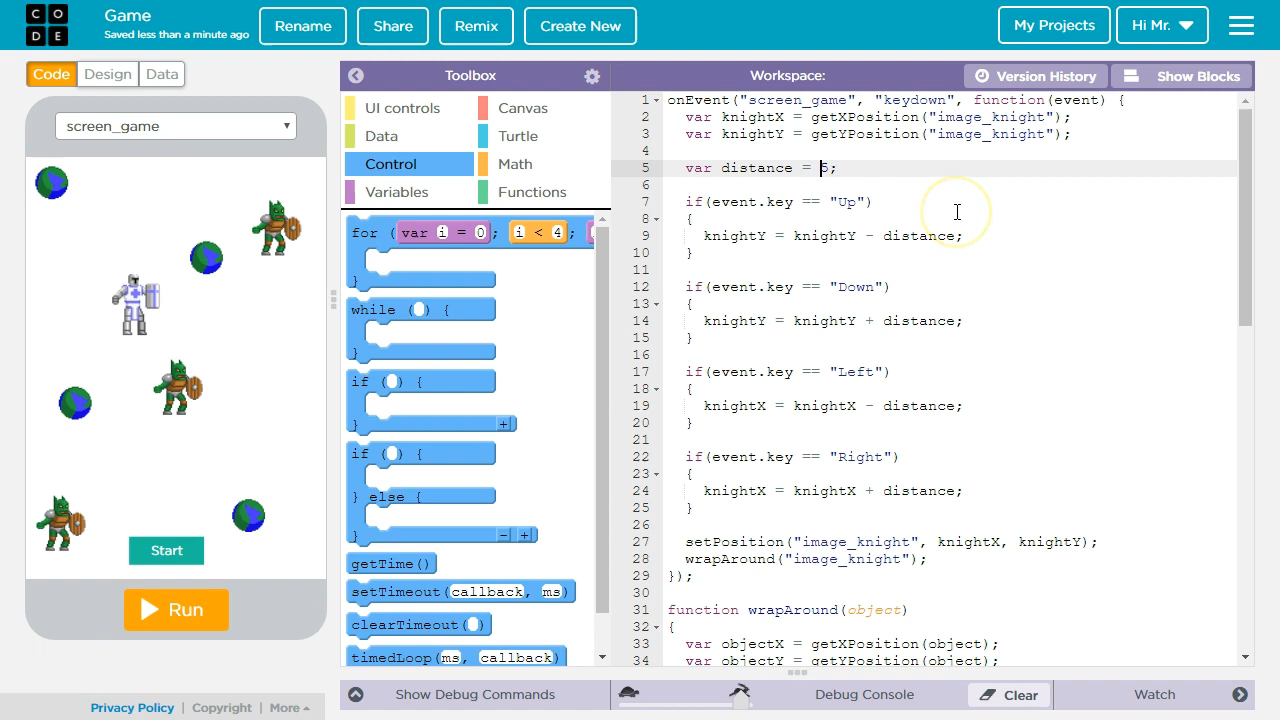 CO
DE
Game
Saved less than a minute ago
Rename
Share
Remix
Create New
My Projects
Hi Mr.
Code
Design
Data
screen_game
Start
Run
Privacy Policy | Copyright | More
Toolbox
UI controls
Canvas
Data
Turtle
Control
Math
Variables
Functions
for ( var i = 0 ; i < 4 ;
}
while ( ) {
}
if ( ) {
}
if ( ) {
} else {
}
getTime()
setTimeout(callback, ms)
clearTimeout( )
timedLoop(ms, callback)
Show Debug Commands
Workspace:
Version History
Show Blocks
1 onEvent("screen_game", "keydown", function(event) {
2 var knightX = getXPosition("image_knight");
3 var knightY = getYPosition("image_knight");
4
5 var distance = 5;
6
7 if(event.key == "Up")
8 {
9 knightY = knightY - distance;
10 }
11
12 if(event.key == "Down")
13 {
14 knightY = knightY + distance;
15 }
16
17 if(event.key == "Left")
18 {
19 knightX = knightX - distance;
20 }
21
22 if(event.key == "Right")
23 {
24 knightX = knightX + distance;
25 }
26
27 setPosition("image_knight", knightX, knightY);
28 wrapAround("image_knight");
29 });
30
31 function wrapAround(object)
32 {
33 var objectX = getXPosition(object);
34 var objectY = getYPosition(object);
Debug Console
Clear
Watch